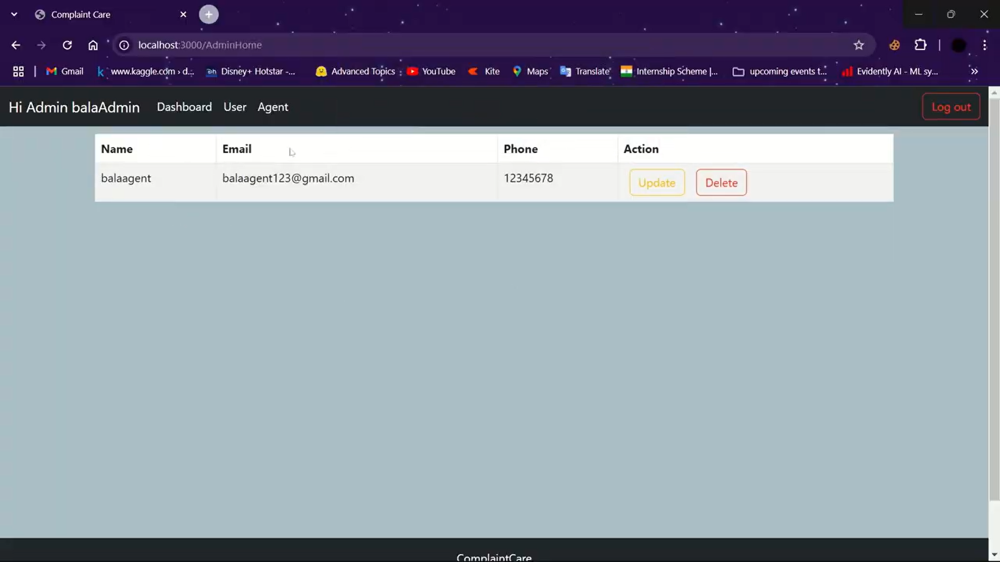 Complaint Care
localhost:3000/AdminHome
Gmail www.kaggle.com › d... Disney+ Hotstar -... Advanced Topics YouTube Kite Maps Translate Internship Scheme |... upcoming events t... Evidently AI - ML sy...
Hi Admin balaAdmin Dashboard User Agent Log out
Name Email Phone Action
balaagent balaagent123@gmail.com 12345678 Update Delete
ComplaintCare